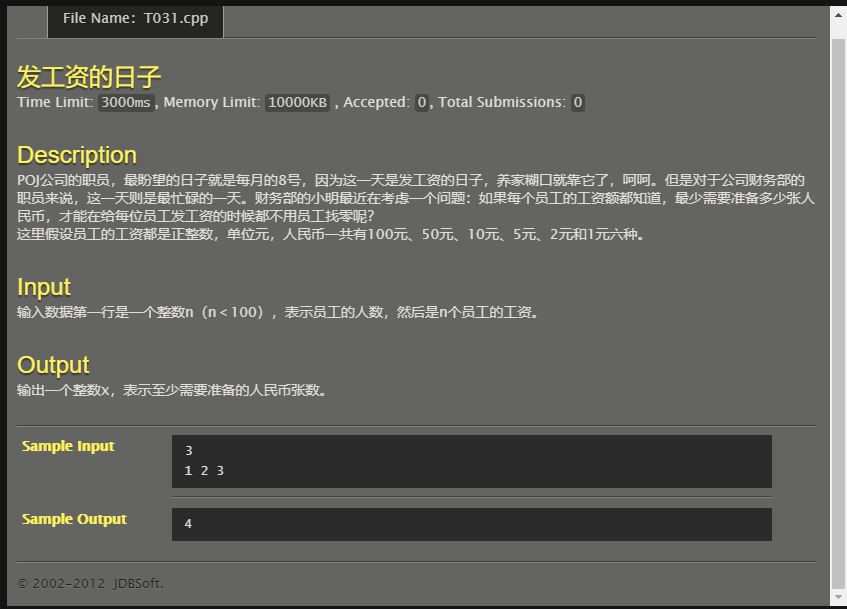 File Name: T031.cpp
发工资的日子
Time Limit: 3000ms, Memory Limit: 10000KB , Accepted: 0, Total Submissions: 0
Description
POJ公司的职员，最盼望的日子就是每月的8号，因为这一天是发工资的日子，养家糊口就靠它了，呵呵。但是对于公司财务部的
职员来说，这一天则是最忙碌的一天。财务部的小明最近在考虑一个问题：如果每个员工的工资额都知道，最少需要准备多少张人
民币，才能在给每位员工发工资的时候都不用员工找零呢？
这里假设员工的工资都是正整数，单位元，人民币一共有100元、50元、10元、5元、2元和1元六种。
Input
输入数据第一行是一个整数n（n＜100），表示员工的人数，然后是n个员工的工资。
Output
输出一个整数x，表示至少需要准备的人民币张数。
Sample Input
3
1 2 3
Sample Output
4
© 2002-2012 JDBSoft.